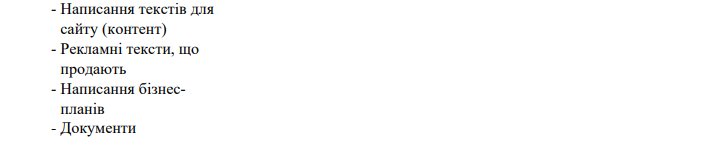 - Написання текстів для
сайту (контент)
- Рекламні тексти, що
продають
- Написання бізнес-
планів
- Документи